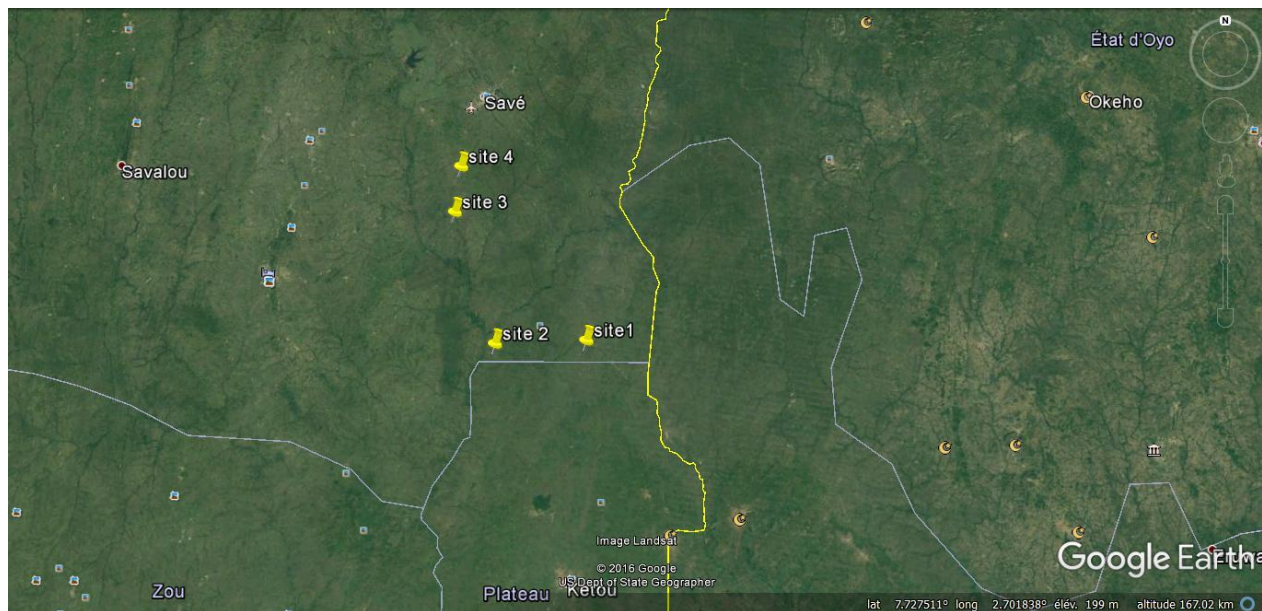 N
État d'Oyo
Savé
Okeho
site 4
Savalou
site 3
site 2
site1
Image Landsat
© 2016 Google
US Dept of State Geographer
Google Earth
Zou
Plateau
Kétou
lat 7.727511° long 2.701838° élév. 199 m altitude 167.02 km